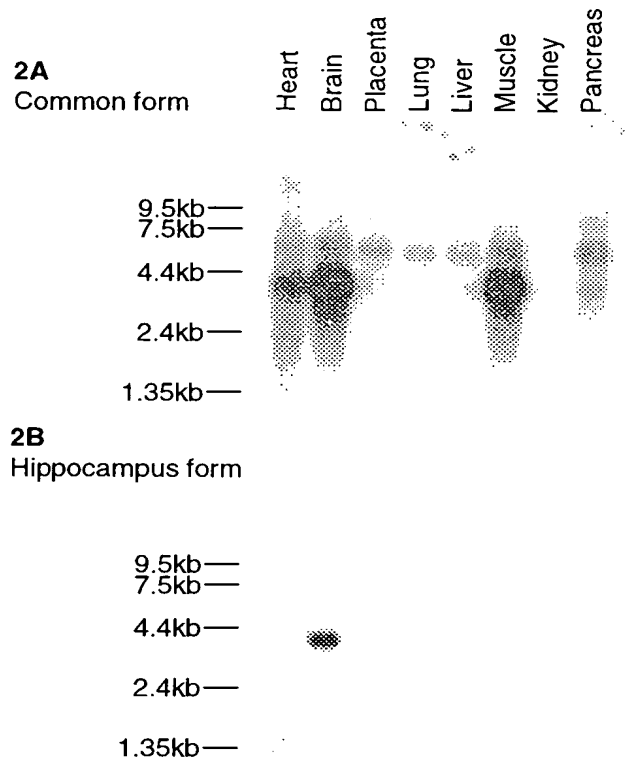 2A
Common form
Heart
Brain
Placenta
Lung
Liver
Muscle
Kidney
Pancreas
9.5kb
7.5kb
4.4kb
2.4kb
1.35kb
2B
Hippocampus form
9.5kb
7.5kb
4.4kb
2.4kb
1.35kb